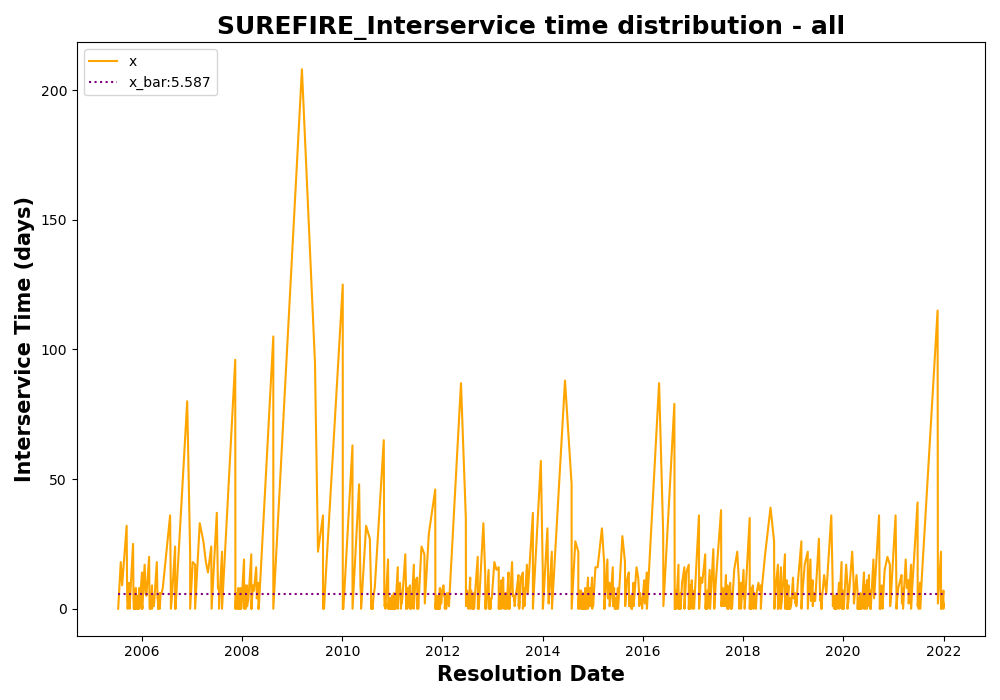 SUREFIRE_Interservice time distribution - all
x
x_bar:5.587
Interservice Time (days)
200
150
100
50
0
2006 2008 2010 2012 2014 2016 2018 2020 2022
Resolution Date